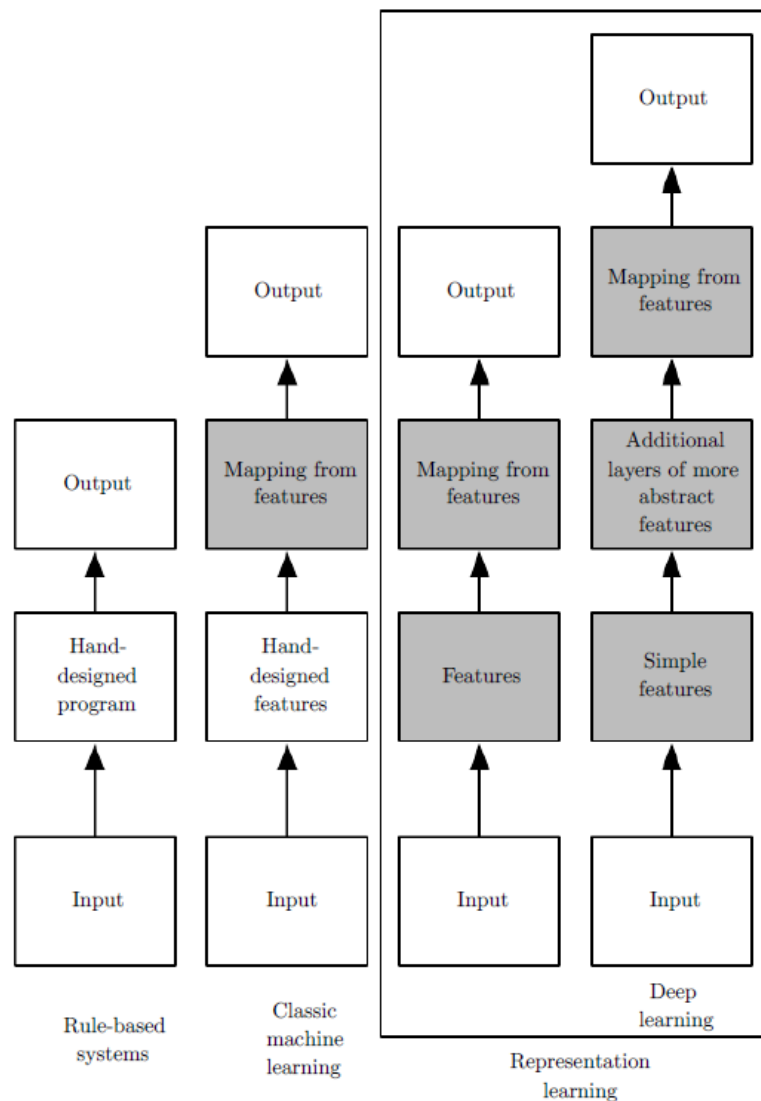 Output
Output
Output
Mapping from
features
Output
Mapping from
features
Mapping from
features
Additional
layers of more
abstract
features
Hand-
designed
program
Hand-
designed
features
Features
Simple
features
Input
Input
Input
Input
Rule-based
systems
Classic
machine
learning
Deep
learning
Representation
learning